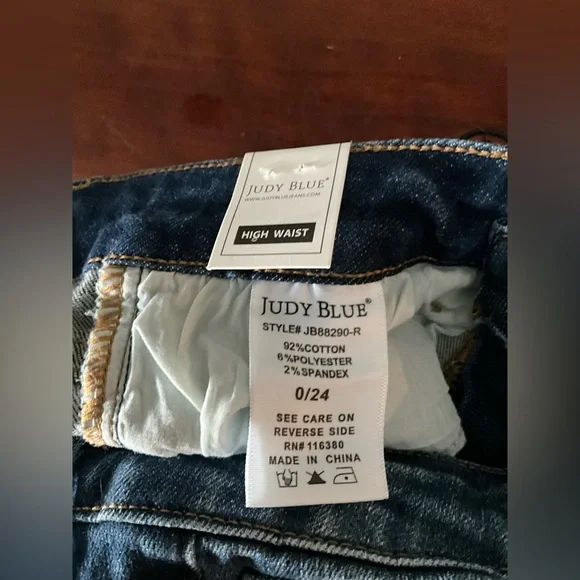 JUDY BLUE®
WWW.JUDYBLUEJEANS.COM
HIGH WAIST
JUDY BLUE®
STYLE# JB88290-R
92%COTTON
6%POLYESTER
2%SPANDEX
0/24
SEE CARE ON
REVERSE SIDE
RN# 116380
MADE IN CHINA